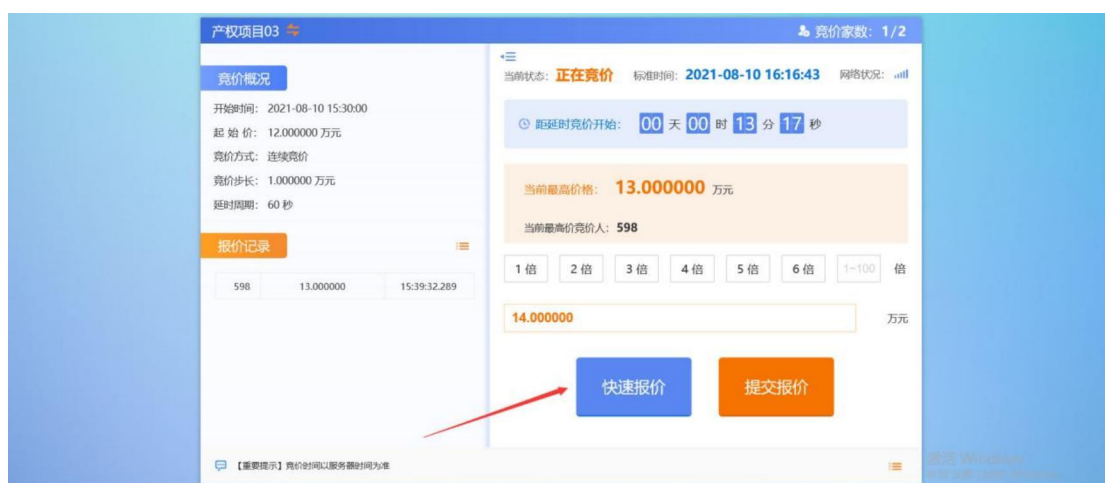 产权项目03
竞价家数: 1/2
竞价概况
开始时间: 2021-08-10 15:30:00
起 始 价: 12.000000 万元
竞价方式: 连续竞价
竞价步长: 1.000000 万元
延时周期: 60 秒
报价记录
598 13.000000 15:39:32.289
当前状态: 正在竞价 标准时间: 2021-08-10 16:16:43 网络状况:
距延时竞价开始: 00 天 00 时 13 分 17 秒
当前最高价格: 13.000000 万元
当前最高价竞价人: 598
1 倍 2 倍 3 倍 4 倍 5 倍 6 倍 1~100 倍
14.000000 万元
快速报价 提交报价
【重要提示】竞价时间以服务器时间为准
激活 Windows